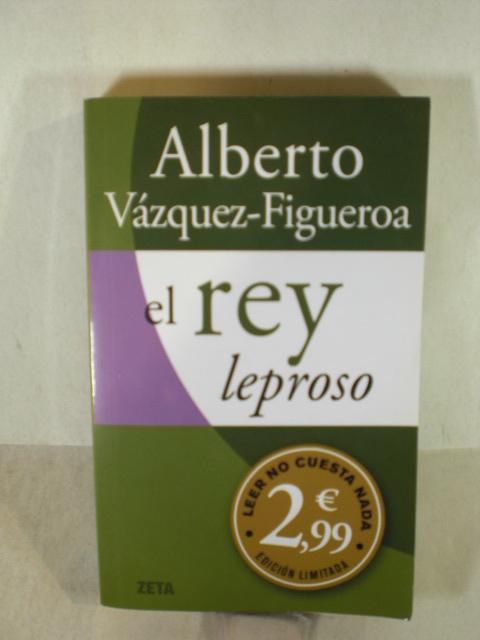 Alberto
Vázquez-Figueroa
el rey
leproso
LEER NO CUESTA NADA
2,99 €
EDICIÓN LIMITADA
ZETA